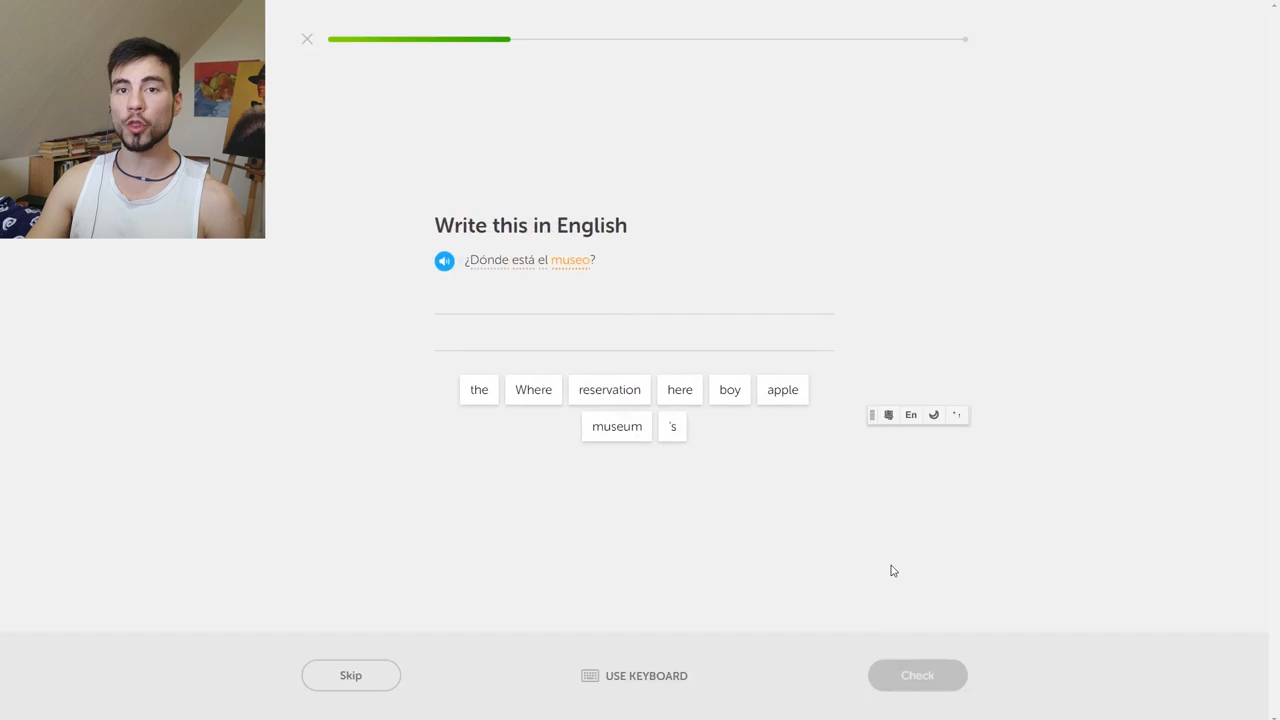 Write this in English
¿Dónde está el museo?
the Where reservation here boy apple
museum 's
En
Skip
USE KEYBOARD
Check